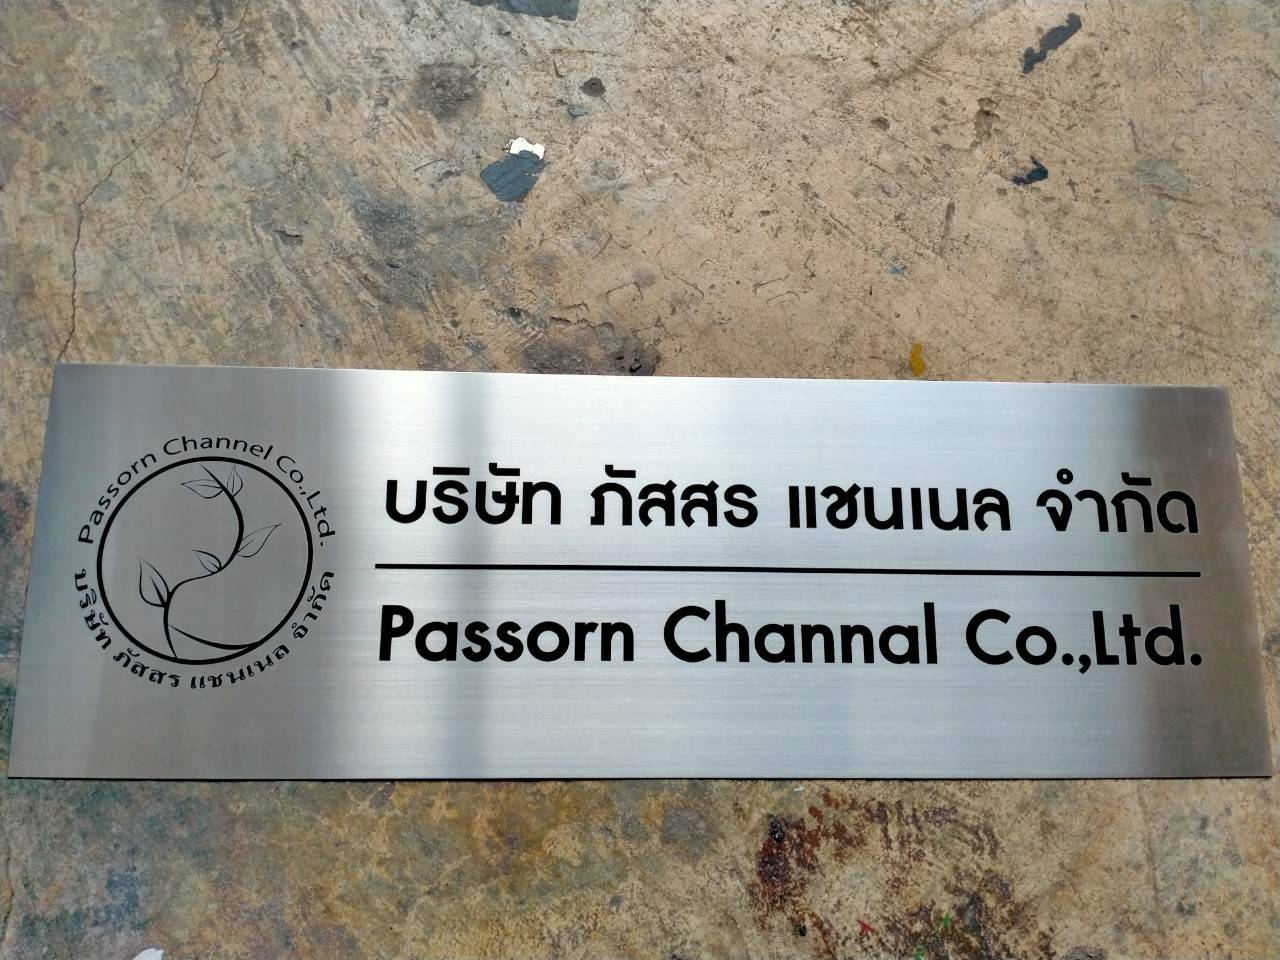 Passorn Channel Co.,Ltd.
บริษัท ภัสสร แชนเนล จำกัด
บริษัท ภัสสร แชนเนล จำกัด
Passorn Channal Co.,Ltd.